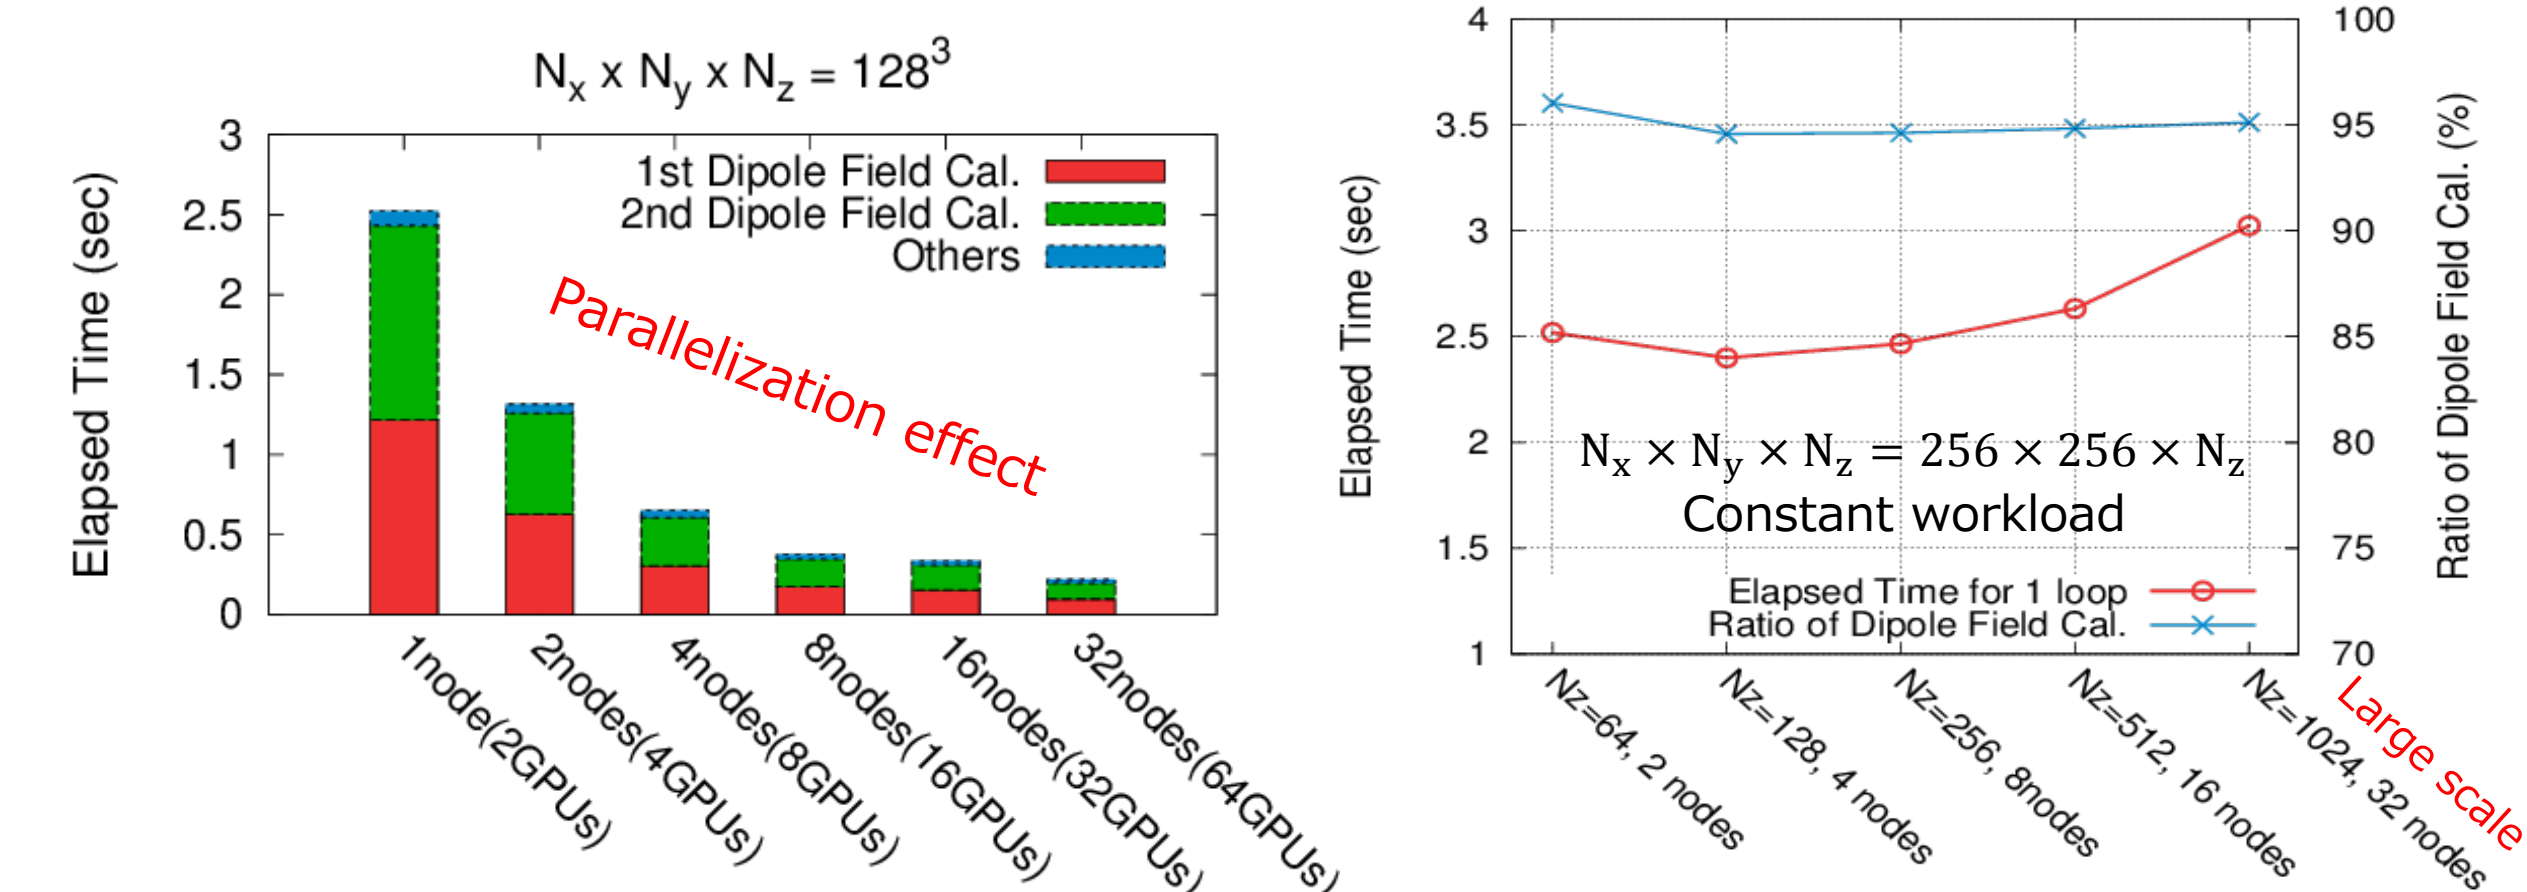 Nx x Ny x Nz = 128³
Elapsed Time (sec)
3
2.5
2
1.5
1
0.5
0
1st Dipole Field Cal.
2nd Dipole Field Cal.
Others
Parallelization effect
1node(2GPUs)
2nodes(4GPUs)
4nodes(8GPUs)
8nodes(16GPUs)
16nodes(32GPUs)
32nodes(64GPUs)
Elapsed Time (sec)
4
3.5
3
2.5
2
1.5
1
Nx × Ny × Nz = 256 × 256 × Nz
Constant workload
Elapsed Time for 1 loop
Ratio of Dipole Field Cal.
100
95
90
85
80
75
70
Ratio of Dipole Field Cal. (%)
Nz=64, 2 nodes
Nz=128, 4 nodes
Nz=256, 8nodes
Nz=512, 16 nodes
Nz=1024, 32 nodes
Large scale